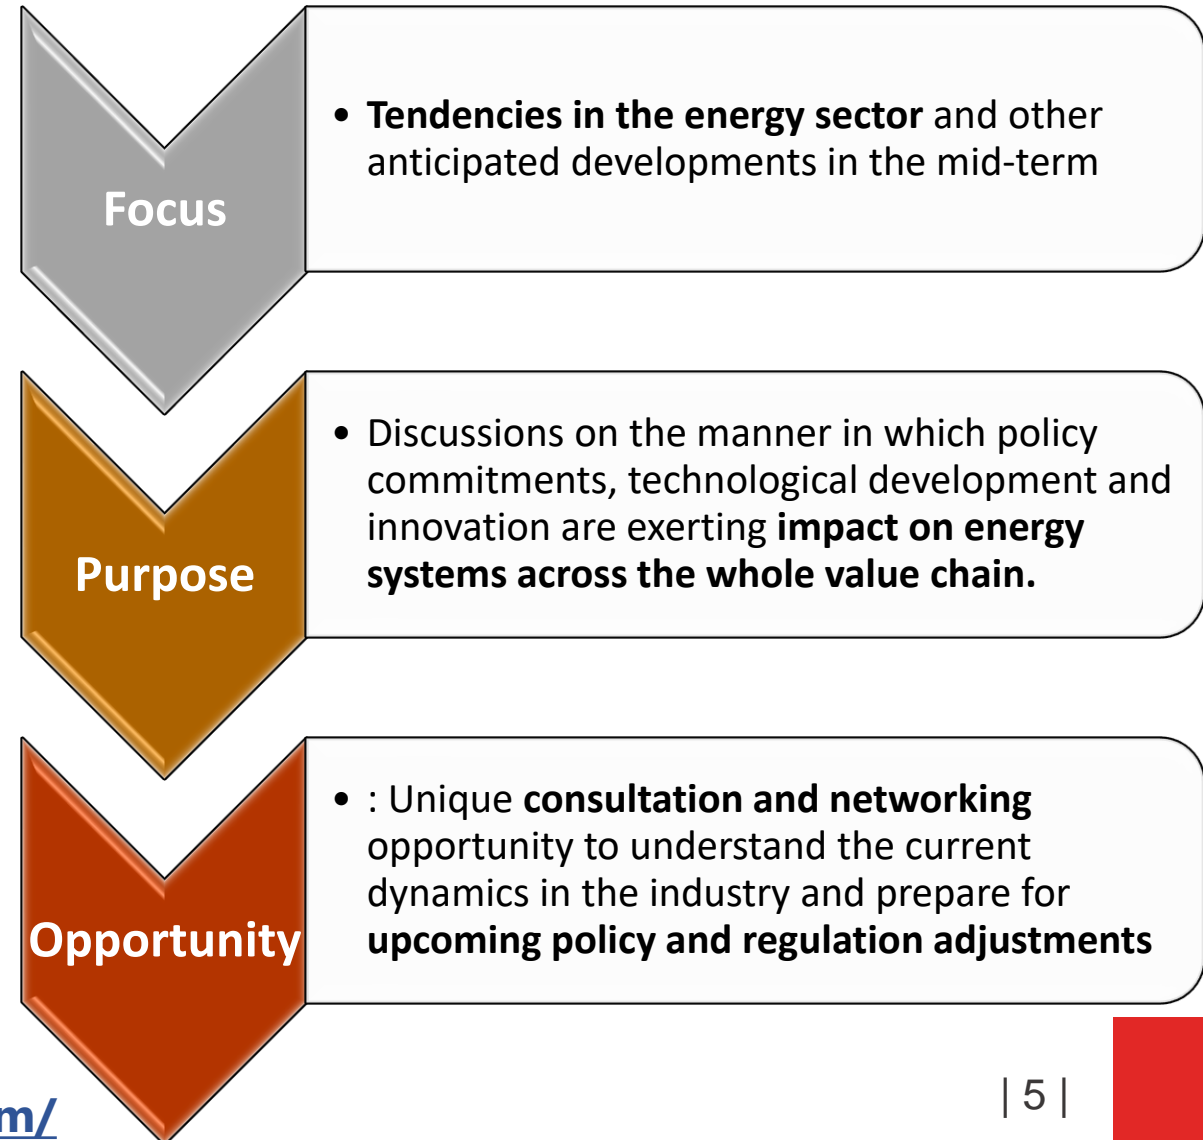 Focus
• Tendencies in the energy sector and other
anticipated developments in the mid-term
Purpose
• Discussions on the manner in which policy
commitments, technological development and
innovation are exerting impact on energy
systems across the whole value chain.
Opportunity
• : Unique consultation and networking
opportunity to understand the current
dynamics in the industry and prepare for
upcoming policy and regulation adjustments
m/
| 5 |